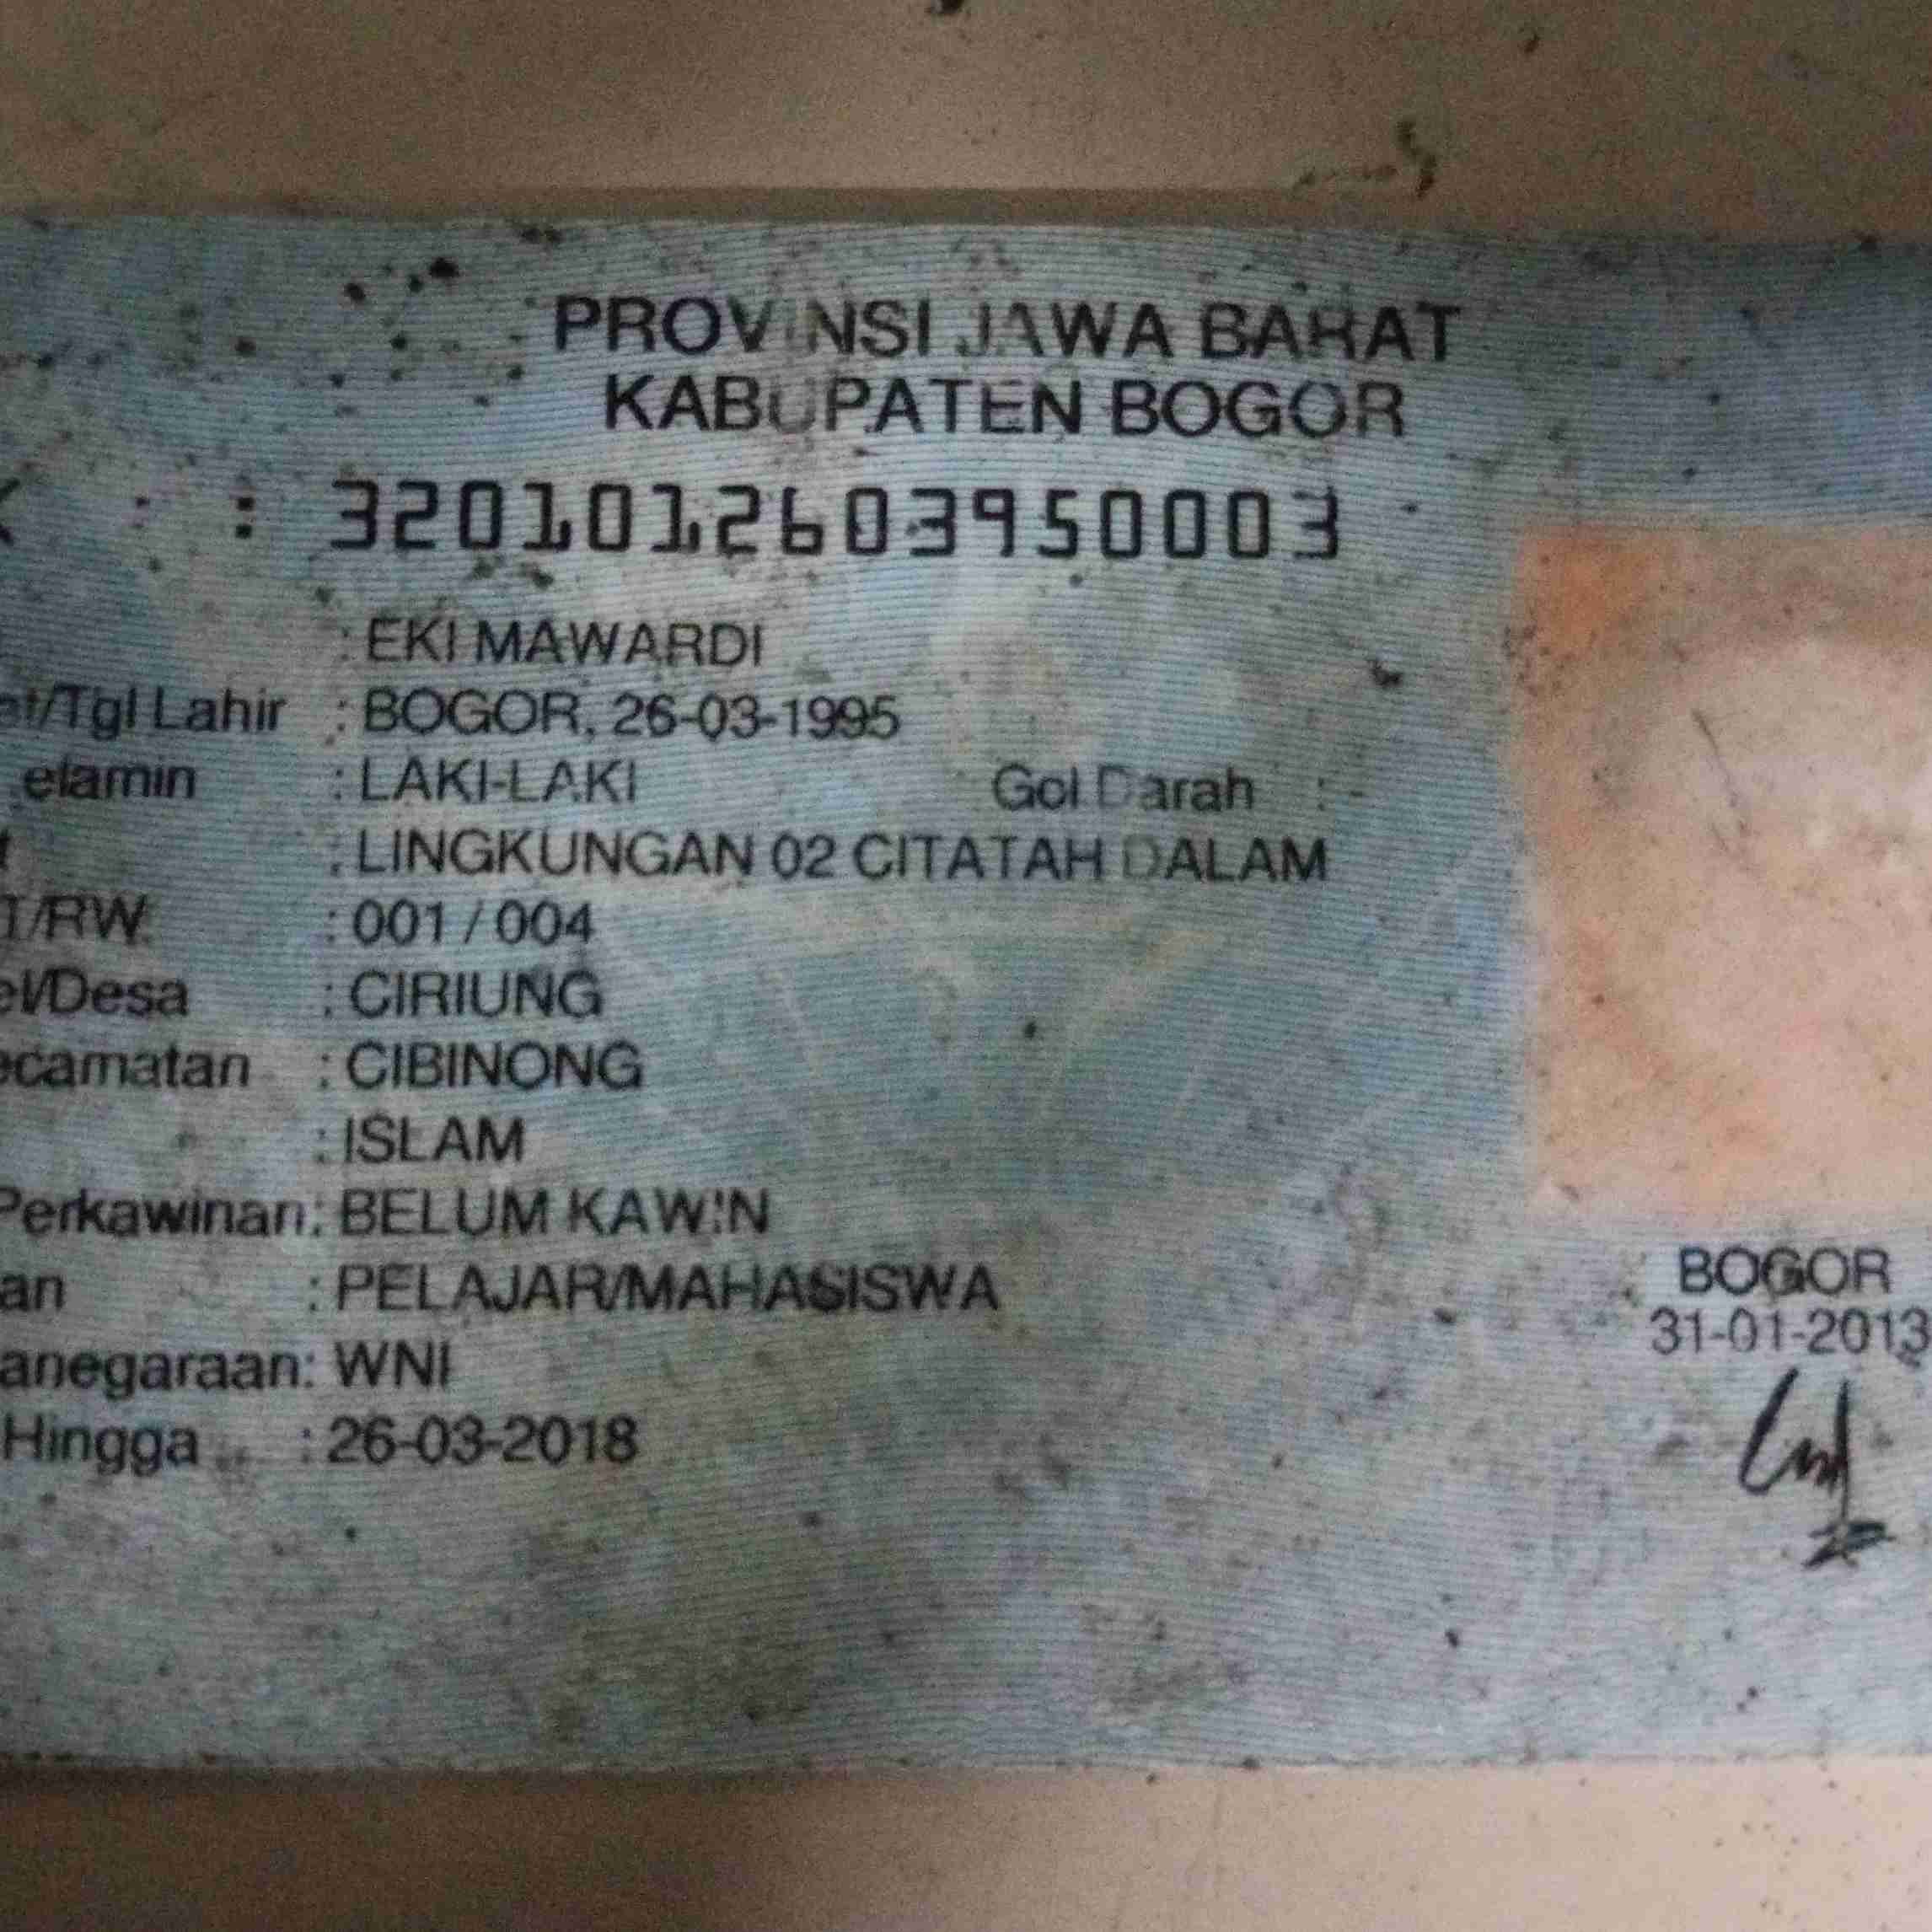 PROVINSI JAWA BARAT
KABUPATEN BOGOR
K : 3201012603950003
: EKI MAWARDI
at/Tgl Lahir : BOGOR, 26-03-1995
elamin : LAKI-LAKI Gol Darah : -
t : LINGKUNGAN 02 CITATAH DALAM
T/RW : 001 / 004
el/Desa : CIRIUNG
ecamatan : CIBINONG
: ISLAM
Perkawinan: BELUM KAWIN
an : PELAJAR/MAHASISWA
anegaraan: WNI
Hingga : 26-03-2018
BOGOR
31-01-2013